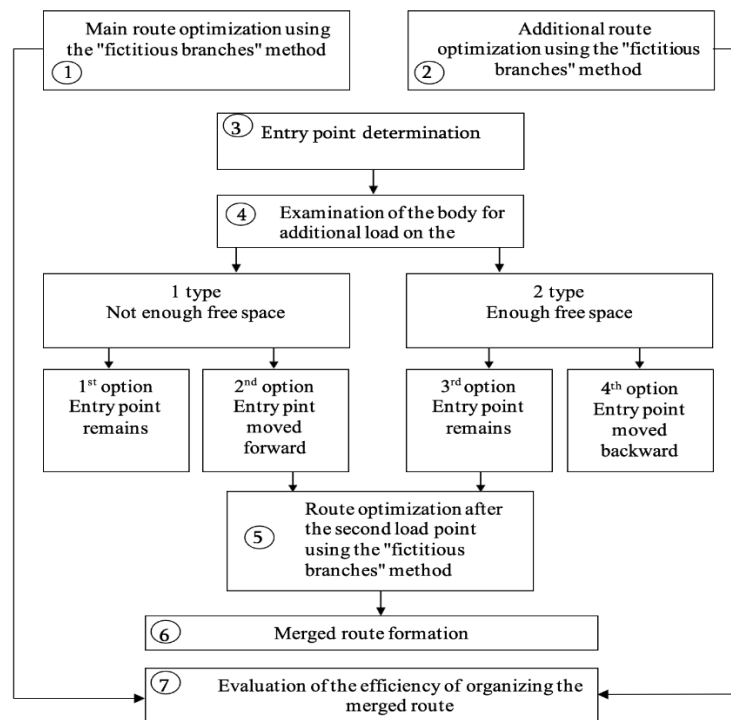 Main route optimization using
the "fictitious branches" method
1
Additional route
optimization using the "fictitious
branches" method
2
3
Entry point determination
4
Examination of the body for
additional load on the
1 type
Not enough free space
2 type
Enough free space
1st option
Entry point
remains
2nd option
Entry pint
moved
forward
3rd option
Entry point
remains
4th option
Entry point
moved
backward
5
Route optimization after
the second load point
using the "fictitious
branches" method
6
Merged route formation
7
Evaluation of the efficiency of organizing the
merged route